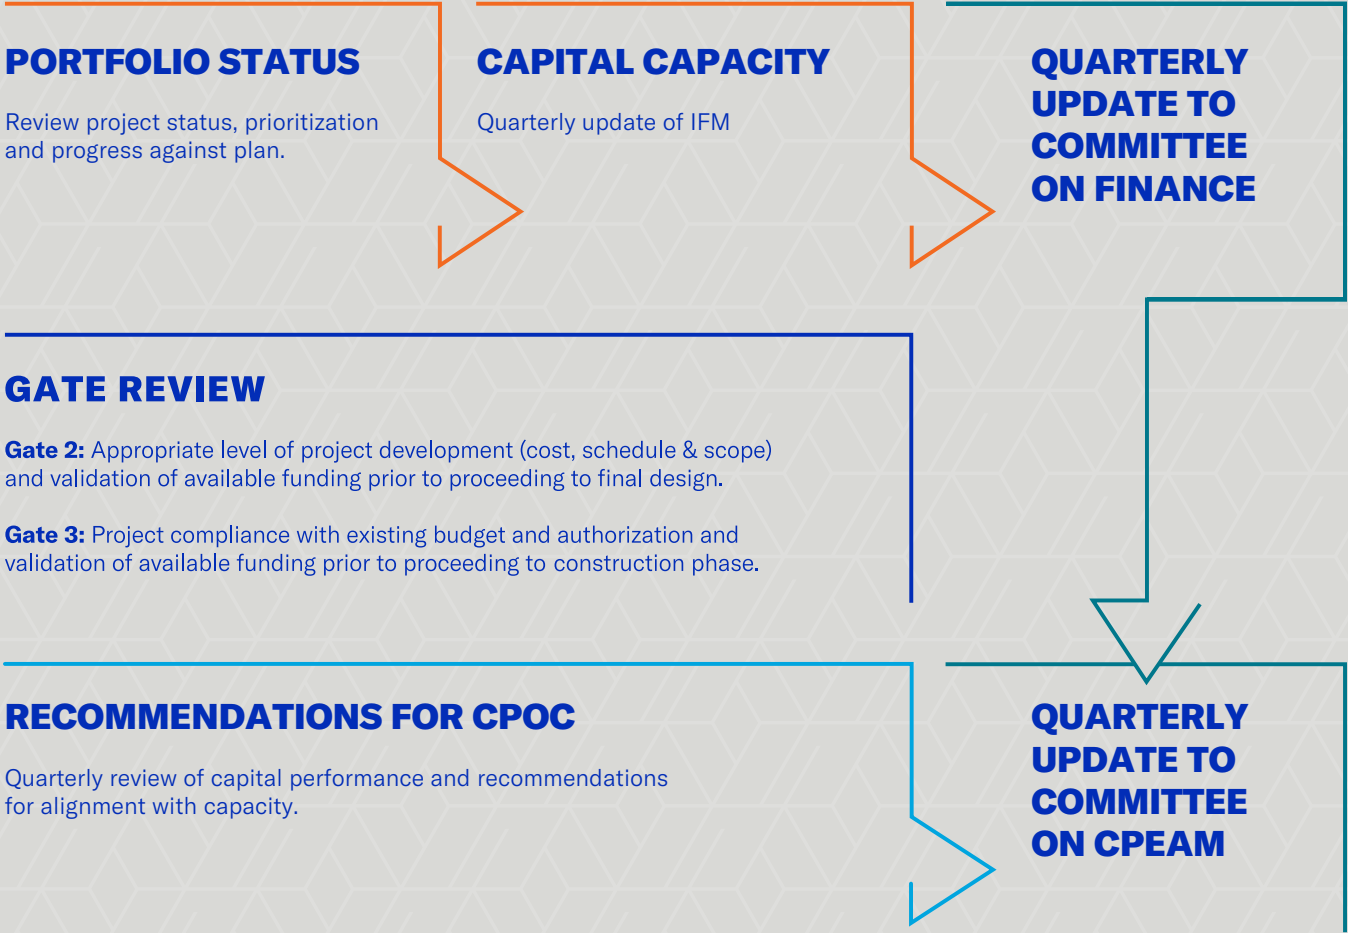 PORTFOLIO STATUS
Review project status, prioritization
and progress against plan.
CAPITAL CAPACITY
Quarterly update of IFM
QUARTERLY
UPDATE TO
COMMITTEE
ON FINANCE
GATE REVIEW
Gate 2: Appropriate level of project development (cost, schedule & scope)
and validation of available funding prior to proceeding to final design.
Gate 3: Project compliance with existing budget and authorization and
validation of available funding prior to proceeding to construction phase.
RECOMMENDATIONS FOR CPOC
Quarterly review of capital performance and recommendations
for alignment with capacity.
QUARTERLY
UPDATE TO
COMMITTEE
ON CPEAM